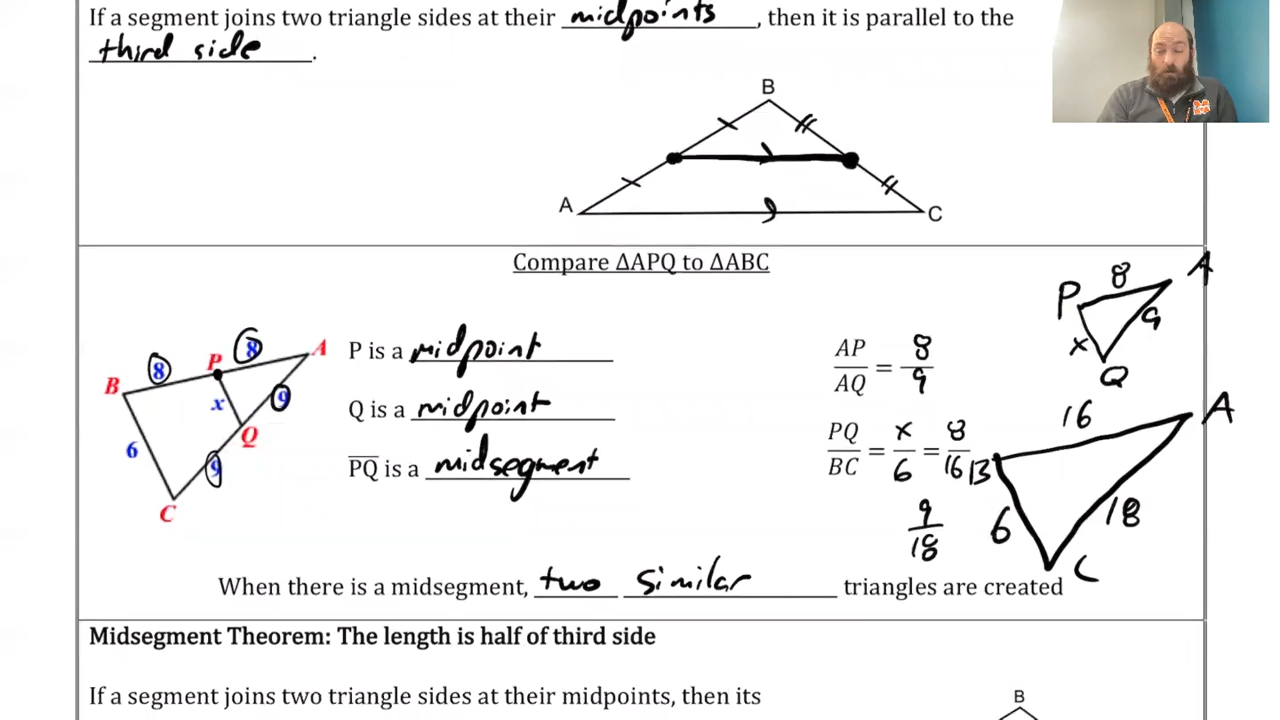 If a segment joins two triangle sides at their midpoints, then it is parallel to the
third side.
B
A
C
Compare ΔAPQ to ΔABC
B 8 P 8 A
x 9
6 Q
9
C
P is a midpoint
Q is a midpoint
PQ is a midsegment
AP/AQ = 8/9
PQ/BC = x/6 = 8/16
9/18
P 8 A
x 9
Q
16 A
B
6 18
C
When there is a midsegment, two similar triangles are created
Midsegment Theorem: The length is half of third side
If a segment joins two triangle sides at their midpoints, then its
B